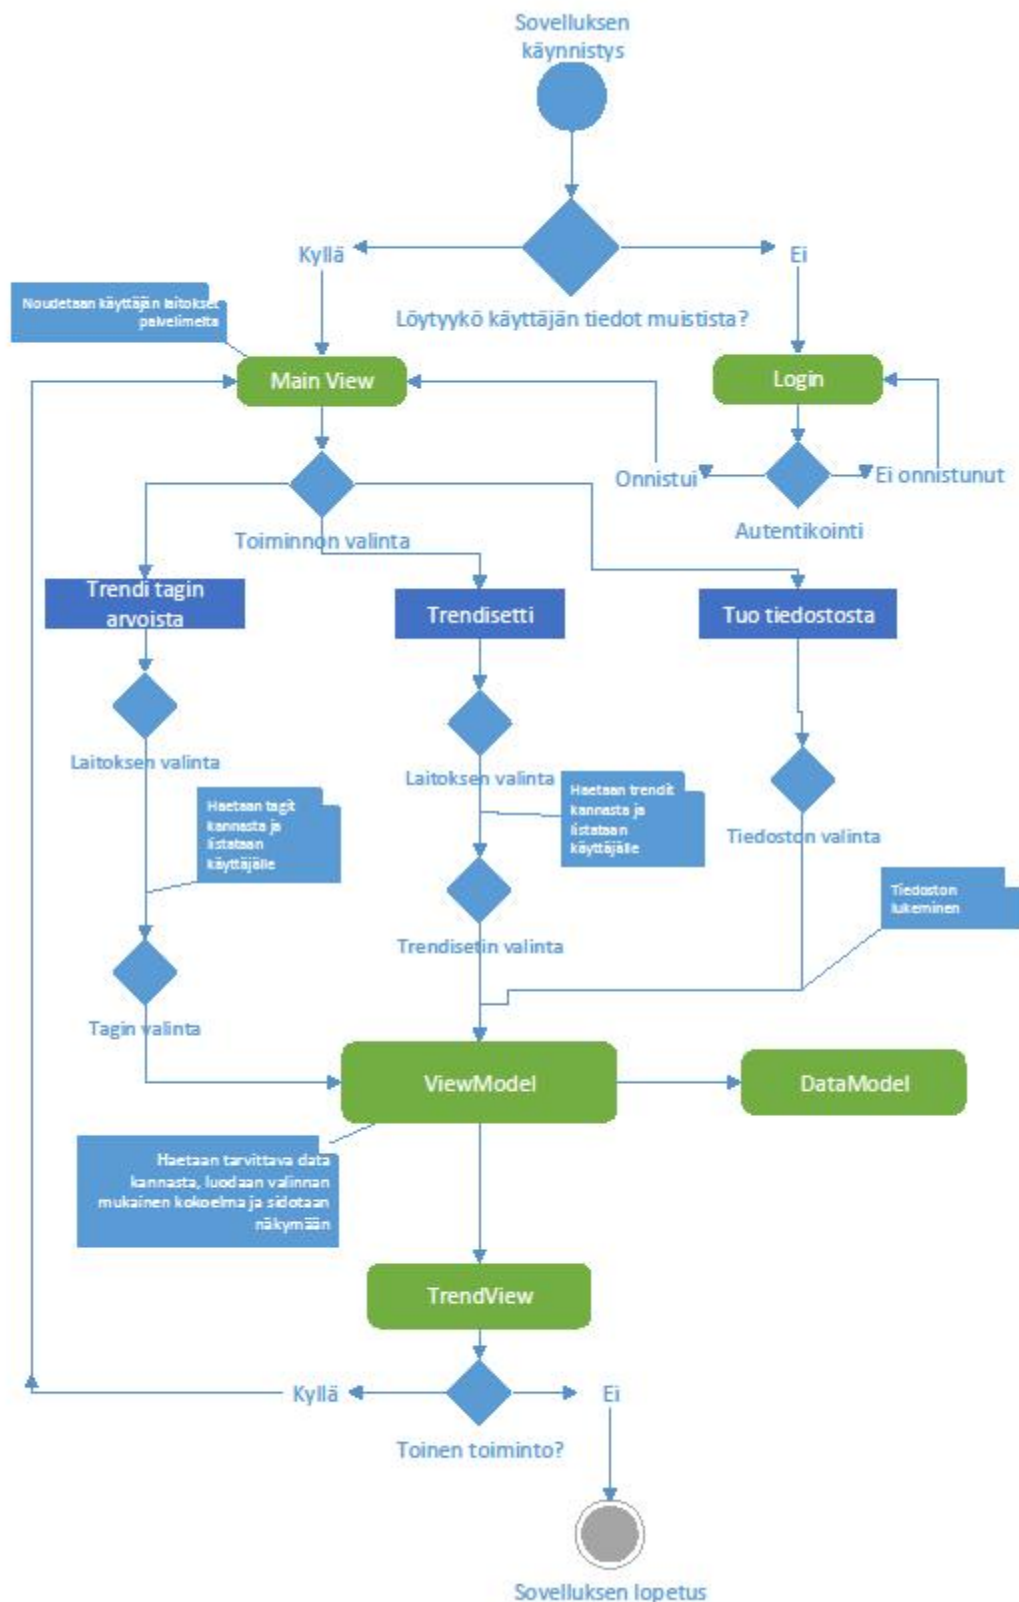 Sovelluksen
käynnistys
Kyllä
Ei
Löytyykö käyttäjän tiedot muistista?
Noudetaan käyttäjän laitokset
palvelimelta
Main View
Login
Onnistui
Ei onnistunut
Autentikointi
Toiminnon valinta
Trendi tagin
arvoista
Trendisetti
Tuo tiedostosta
Laitoksen valinta
Laitoksen valinta
Haetaan tagit
kannasta ja
listataan
käyttäjälle
Haetaan trendit
kannasta ja
listataan
käyttäjälle
Tiedoston valinta
Tiedoston
lukeminen
Trendisetin valinta
Tagin valinta
ViewModel
DataModel
Haetaan tarvittava data
kannasta, luodaan valinnan
mukainen kokoelma ja sidotaan
näkymään
TrendView
Kyllä
Ei
Toinen toiminto?
Sovelluksen lopetus